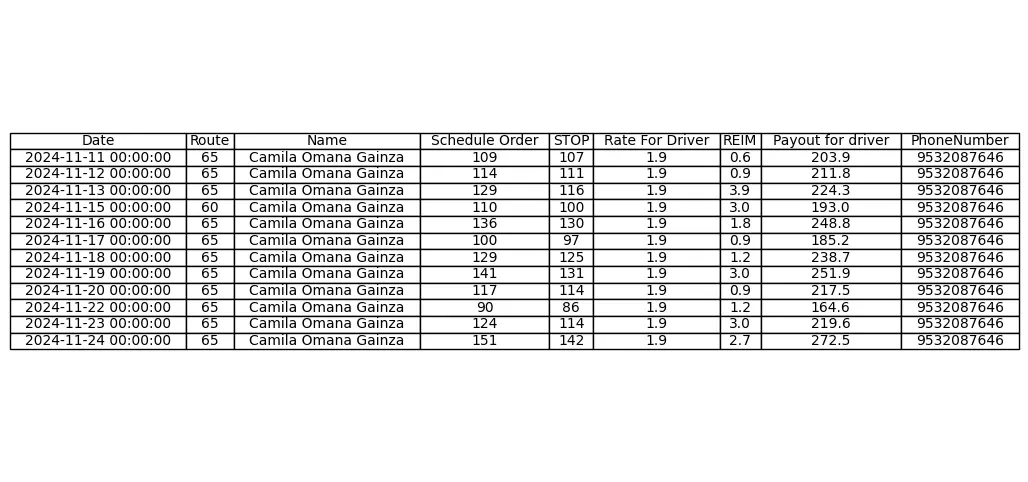 Date Route Name Schedule Order STOP Rate For Driver REIM Payout for driver PhoneNumber
2024-11-11 00:00:00 65 Camila Omana Gainza 109 107 1.9 0.6 203.9 9532087646
2024-11-12 00:00:00 65 Camila Omana Gainza 114 111 1.9 0.9 211.8 9532087646
2024-11-13 00:00:00 65 Camila Omana Gainza 129 116 1.9 3.9 224.3 9532087646
2024-11-15 00:00:00 60 Camila Omana Gainza 110 100 1.9 3.0 193.0 9532087646
2024-11-16 00:00:00 65 Camila Omana Gainza 136 130 1.9 1.8 248.8 9532087646
2024-11-17 00:00:00 65 Camila Omana Gainza 100 97 1.9 0.9 185.2 9532087646
2024-11-18 00:00:00 65 Camila Omana Gainza 129 125 1.9 1.2 238.7 9532087646
2024-11-19 00:00:00 65 Camila Omana Gainza 141 131 1.9 3.0 251.9 9532087646
2024-11-20 00:00:00 65 Camila Omana Gainza 117 114 1.9 0.9 217.5 9532087646
2024-11-22 00:00:00 65 Camila Omana Gainza 90 86 1.9 1.2 164.6 9532087646
2024-11-23 00:00:00 65 Camila Omana Gainza 124 114 1.9 3.0 219.6 9532087646
2024-11-24 00:00:00 65 Camila Omana Gainza 151 142 1.9 2.7 272.5 9532087646